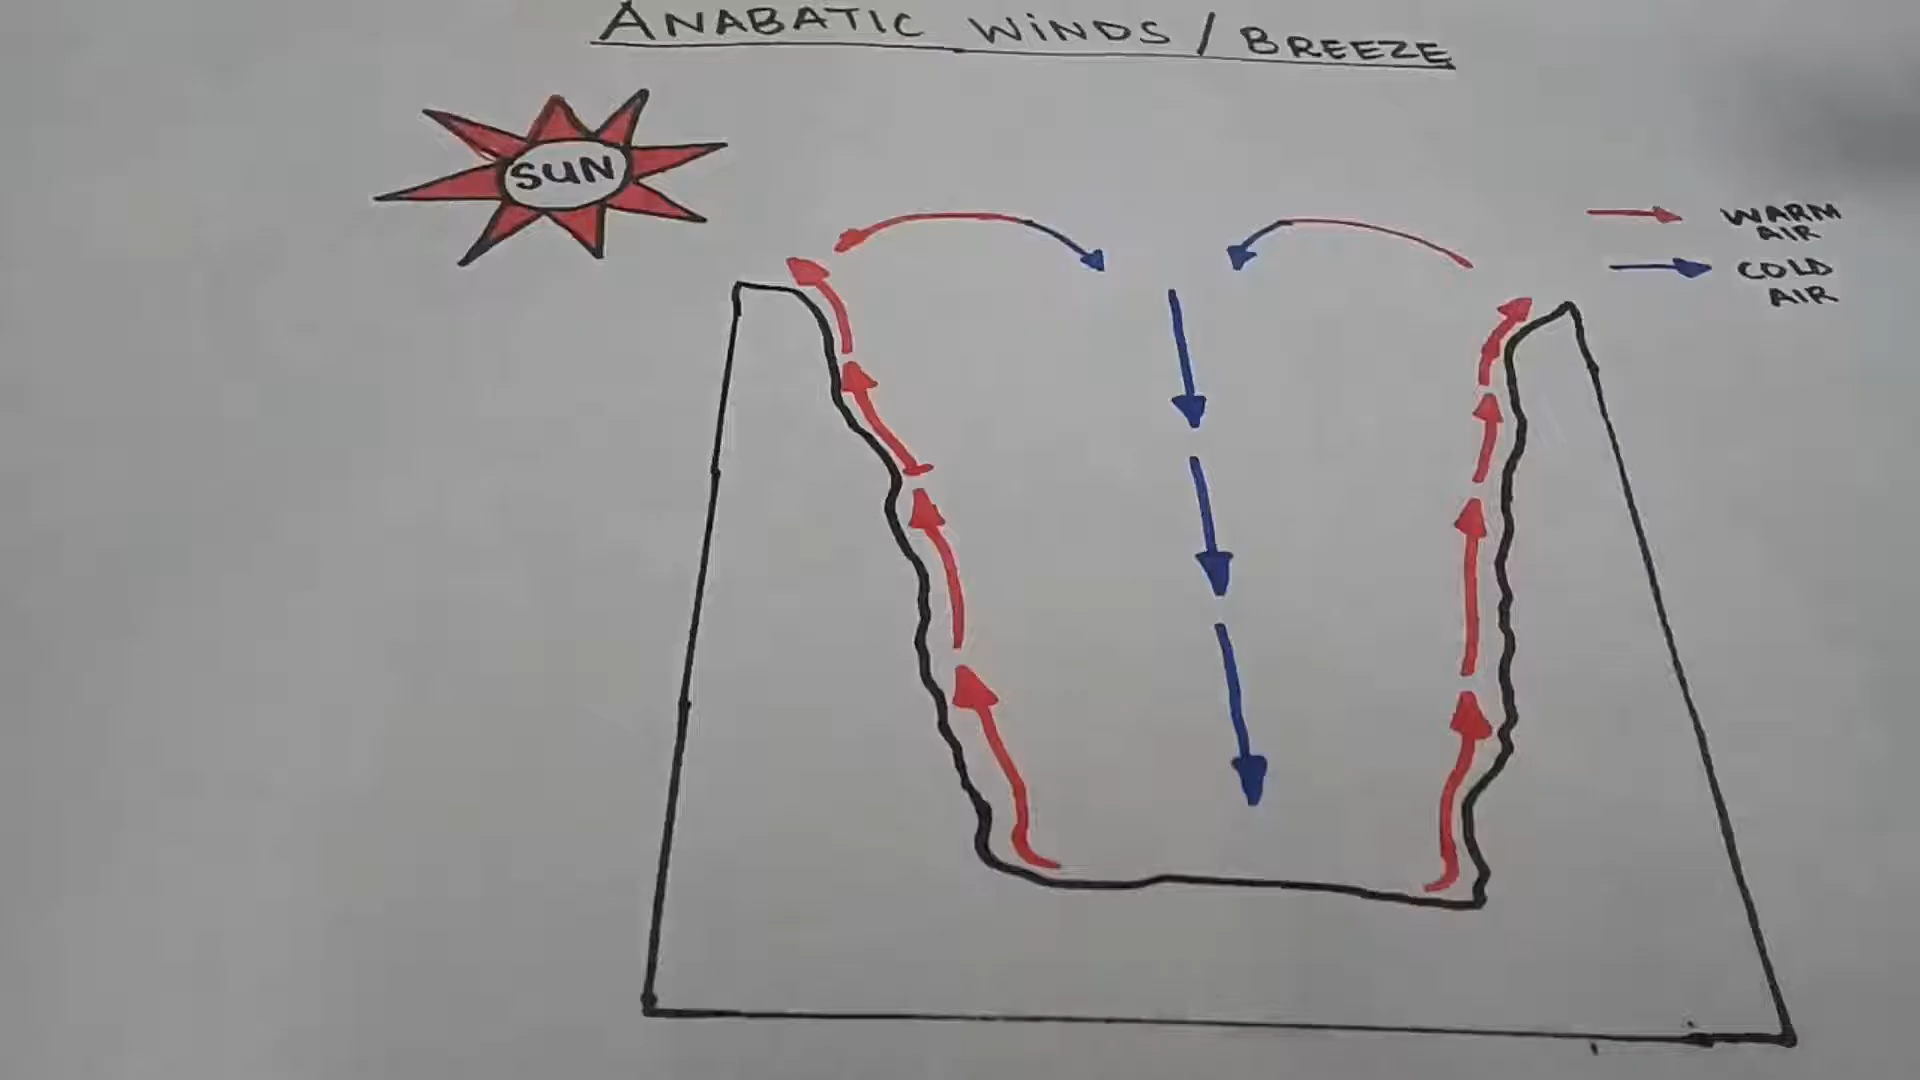 ANABATIC WINDS / BREEZE
SUN
WARM
AIR
COLD
AIR